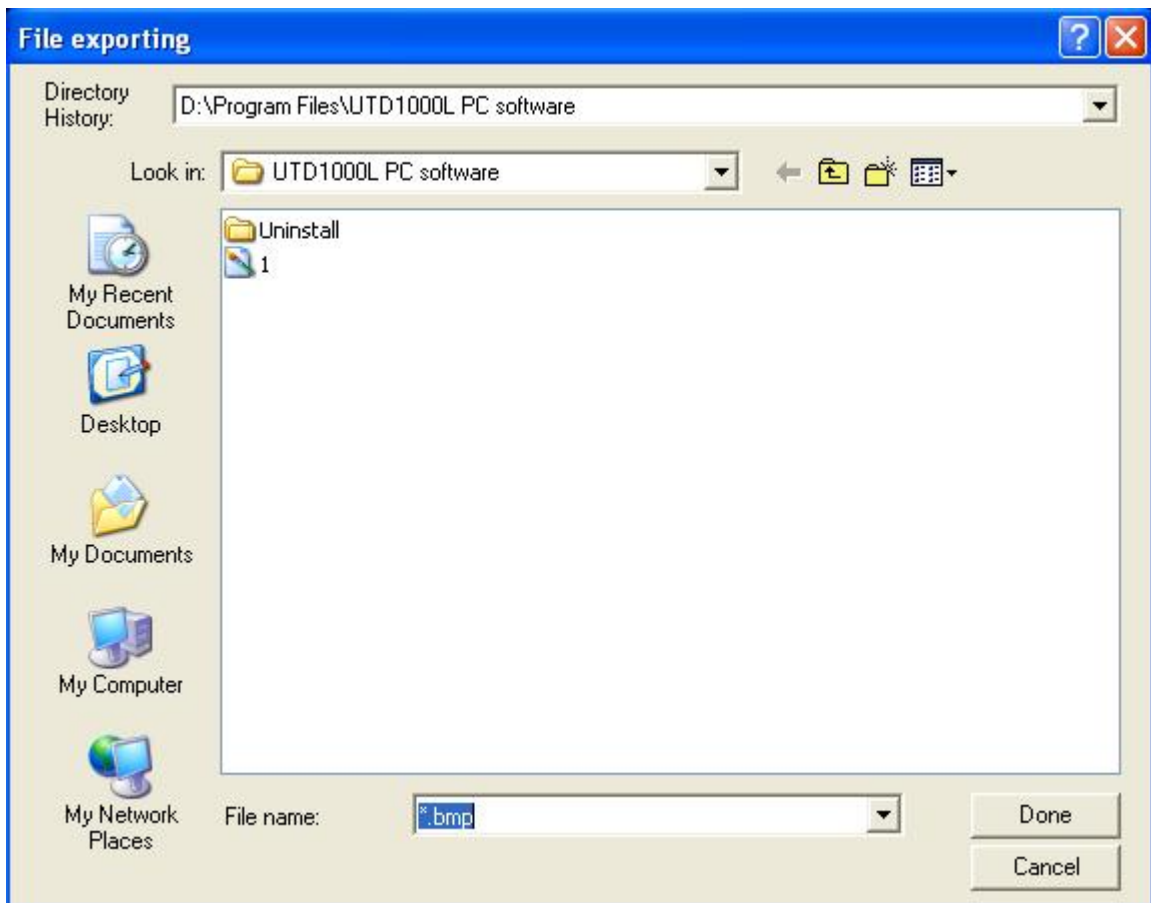 File exporting
Directory
History:
D:\Program Files\UTD1000L PC software
Look in:
UTD1000L PC software
Uninstall
1
My Recent
Documents
Desktop
My Documents
My Computer
My Network
Places
File name:
*.bmp
Done
Cancel